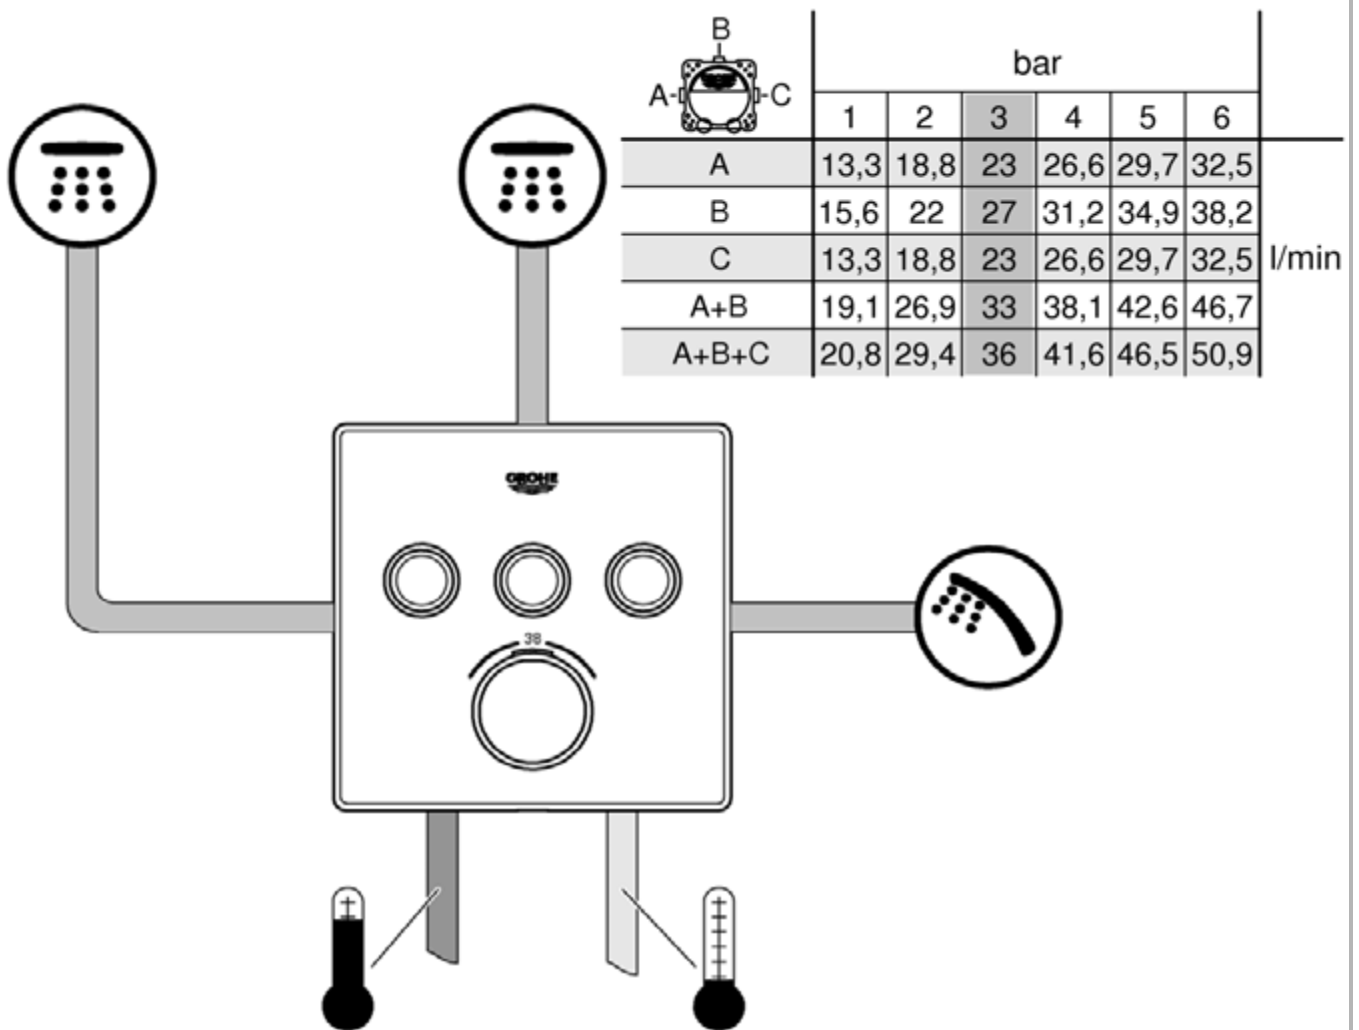 B
bar
A C
1 2 3 4 5 6
A 13,3 18,8 23 26,6 29,7 32,5
B 15,6 22 27 31,2 34,9 38,2
C 13,3 18,8 23 26,6 29,7 32,5 l/min
A+B 19,1 26,9 33 38,1 42,6 46,7
A+B+C 20,8 29,4 36 41,6 46,5 50,9
GROHE
38